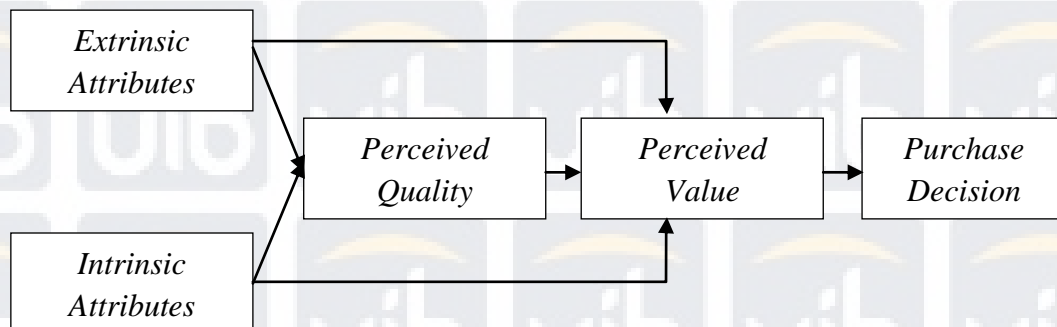 Extrinsic
Attributes
Perceived
Quality
Perceived
Value
Purchase
Decision
Intrinsic
Attributes